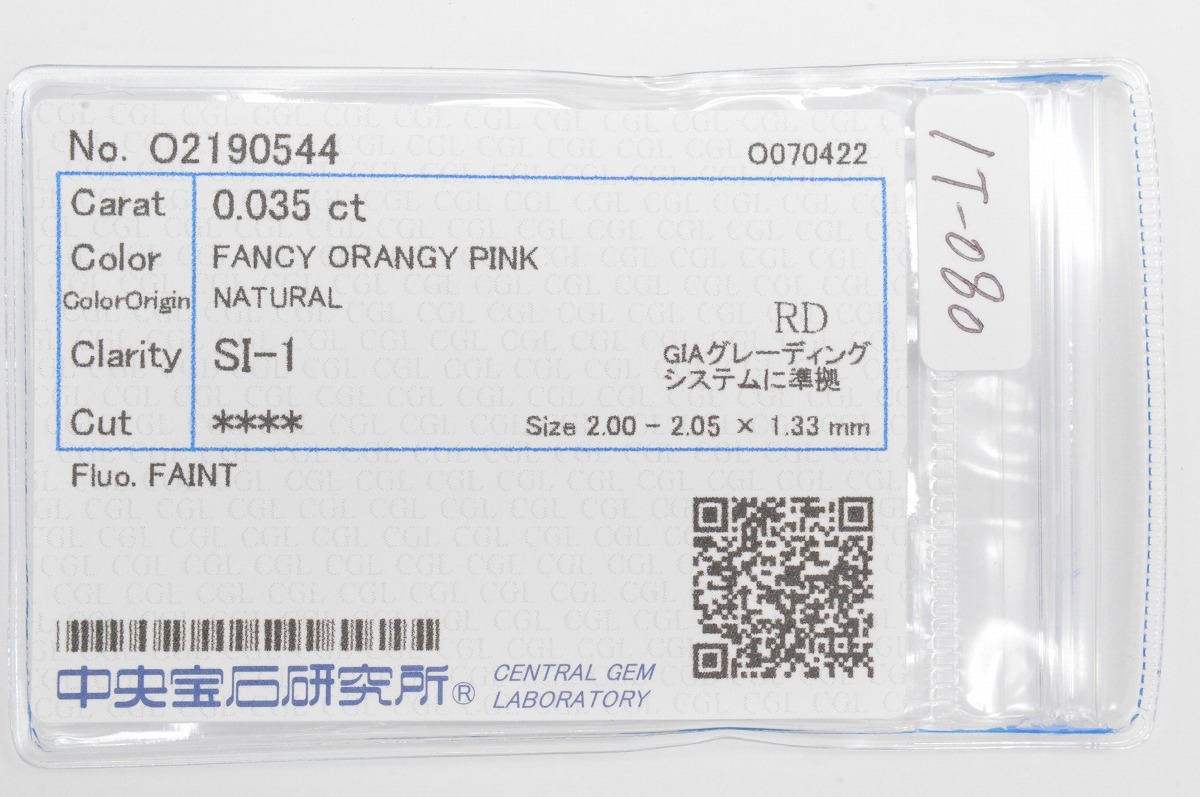 No. O2190544
O070422
Carat 0.035 ct
Color FANCY ORANGY PINK
ColorOrigin NATURAL
RD
Clarity SI-1
GIAグレーディング
システムに準拠
Cut ****
Size 2.00 - 2.05 × 1.33 mm
Fluo. FAINT
中央宝石研究所®
CENTRAL GEM
LABORATORY
1T-080